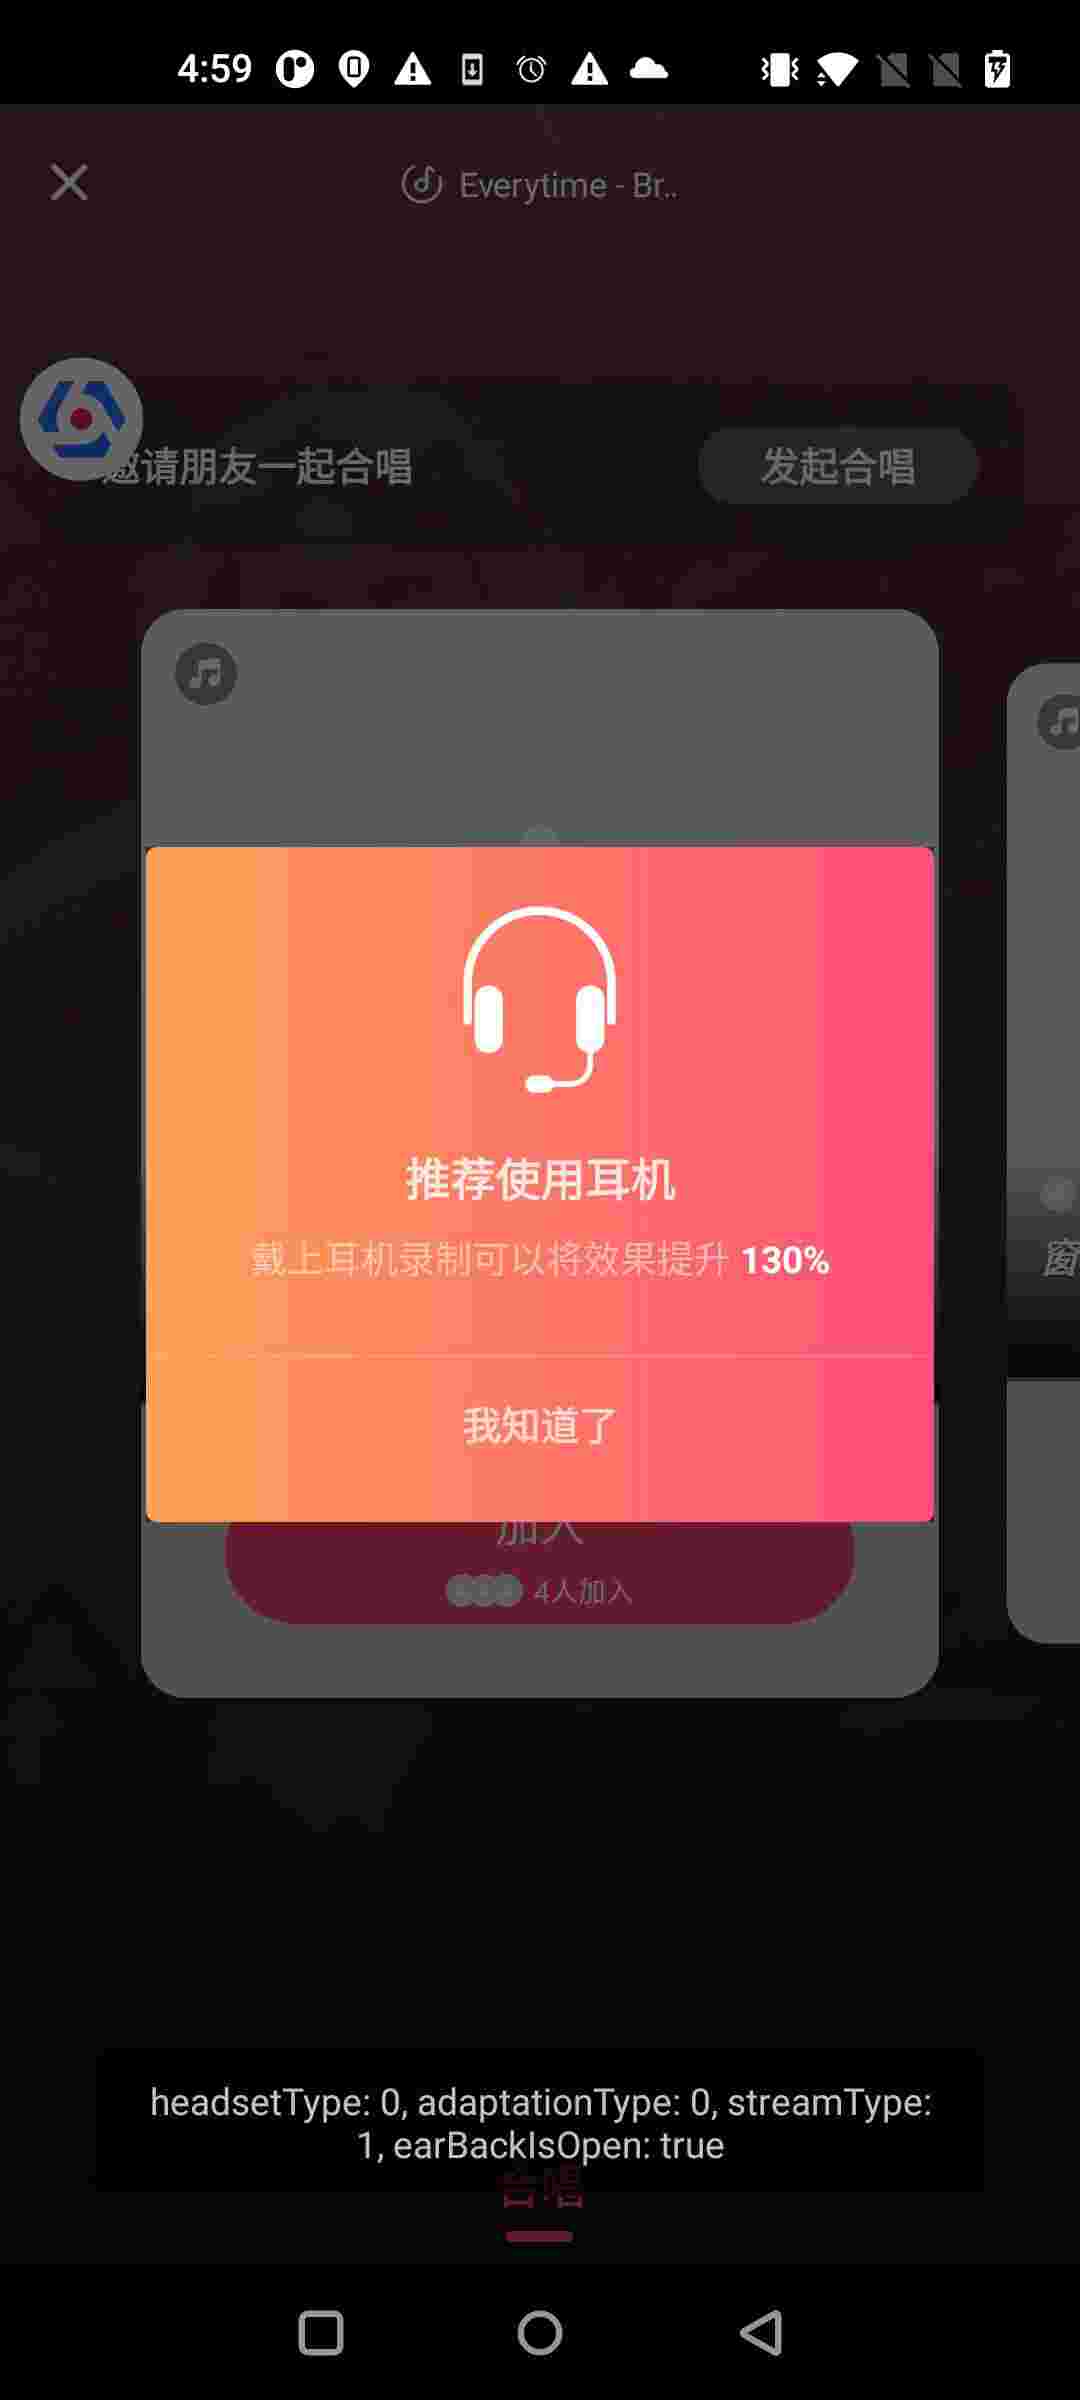 4:59
Everytime - Br..
邀请朋友一起合唱
发起合唱
推荐使用耳机
戴上耳机录制可以将效果提升 130%
窗
我知道了
加入
4人加入
headsetType: 0, adaptationType: 0, streamType:
1, earBackIsOpen: true
合唱